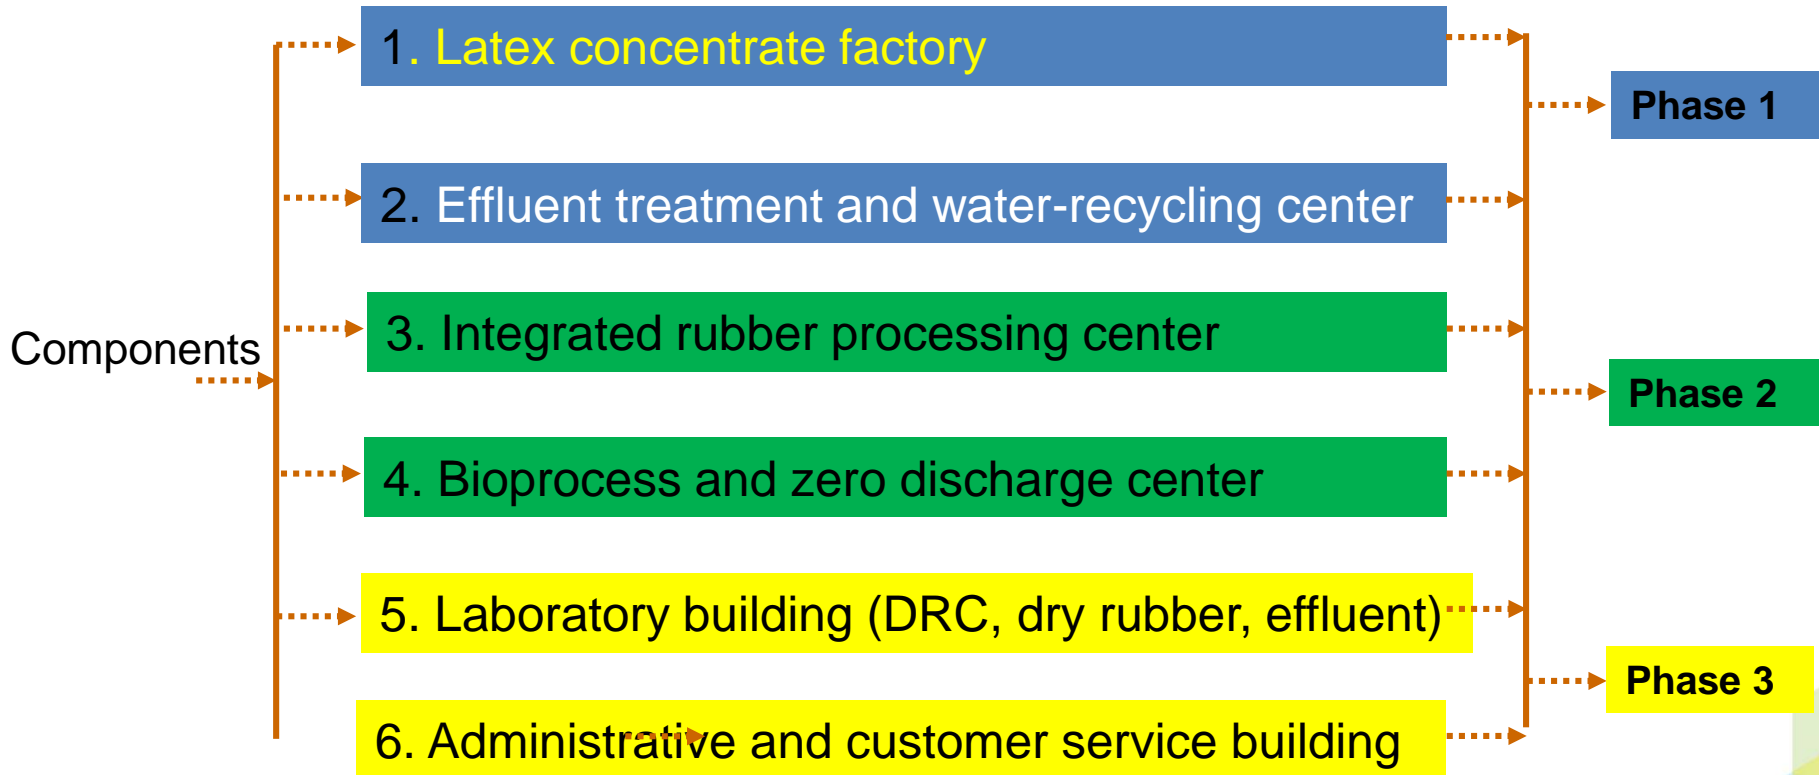 1. Latex concentrate factory
Phase 1
2. Effluent treatment and water-recycling center
3. Integrated rubber processing center
Components
Phase 2
4. Bioprocess and zero discharge center
5. Laboratory building (DRC, dry rubber, effluent)
Phase 3
6. Administrative and customer service building